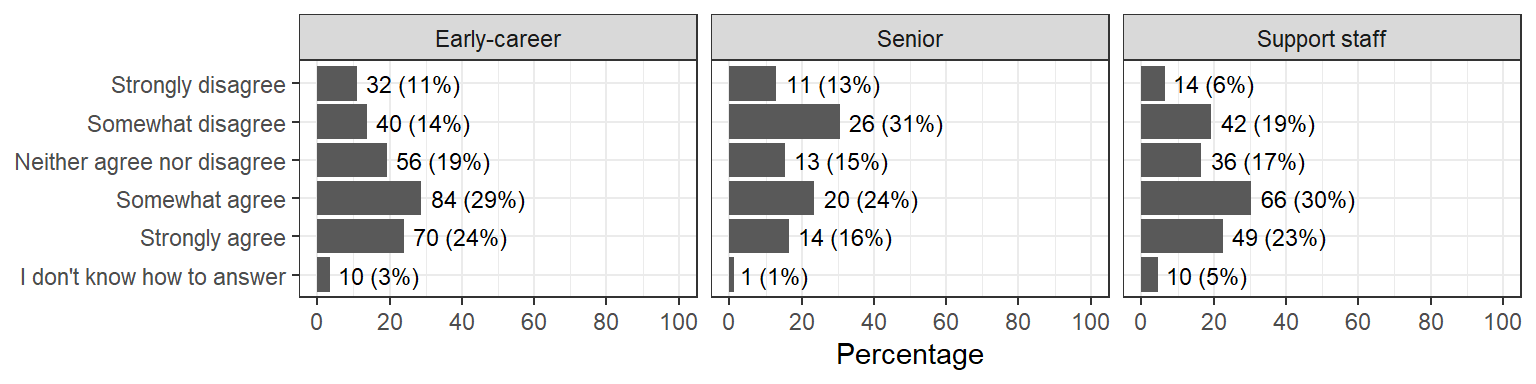 Early-career Senior Support staff
Strongly disagree 32 (11%) 11 (13%) 14 (6%)
Somewhat disagree 40 (14%) 26 (31%) 42 (19%)
Neither agree nor disagree 56 (19%) 13 (15%) 36 (17%)
Somewhat agree 84 (29%) 20 (24%) 66 (30%)
Strongly agree 70 (24%) 14 (16%) 49 (23%)
I don't know how to answer 10 (3%) 1 (1%) 10 (5%)
0 20 40 60 80 100 0 20 40 60 80 100 0 20 40 60 80 100
Percentage